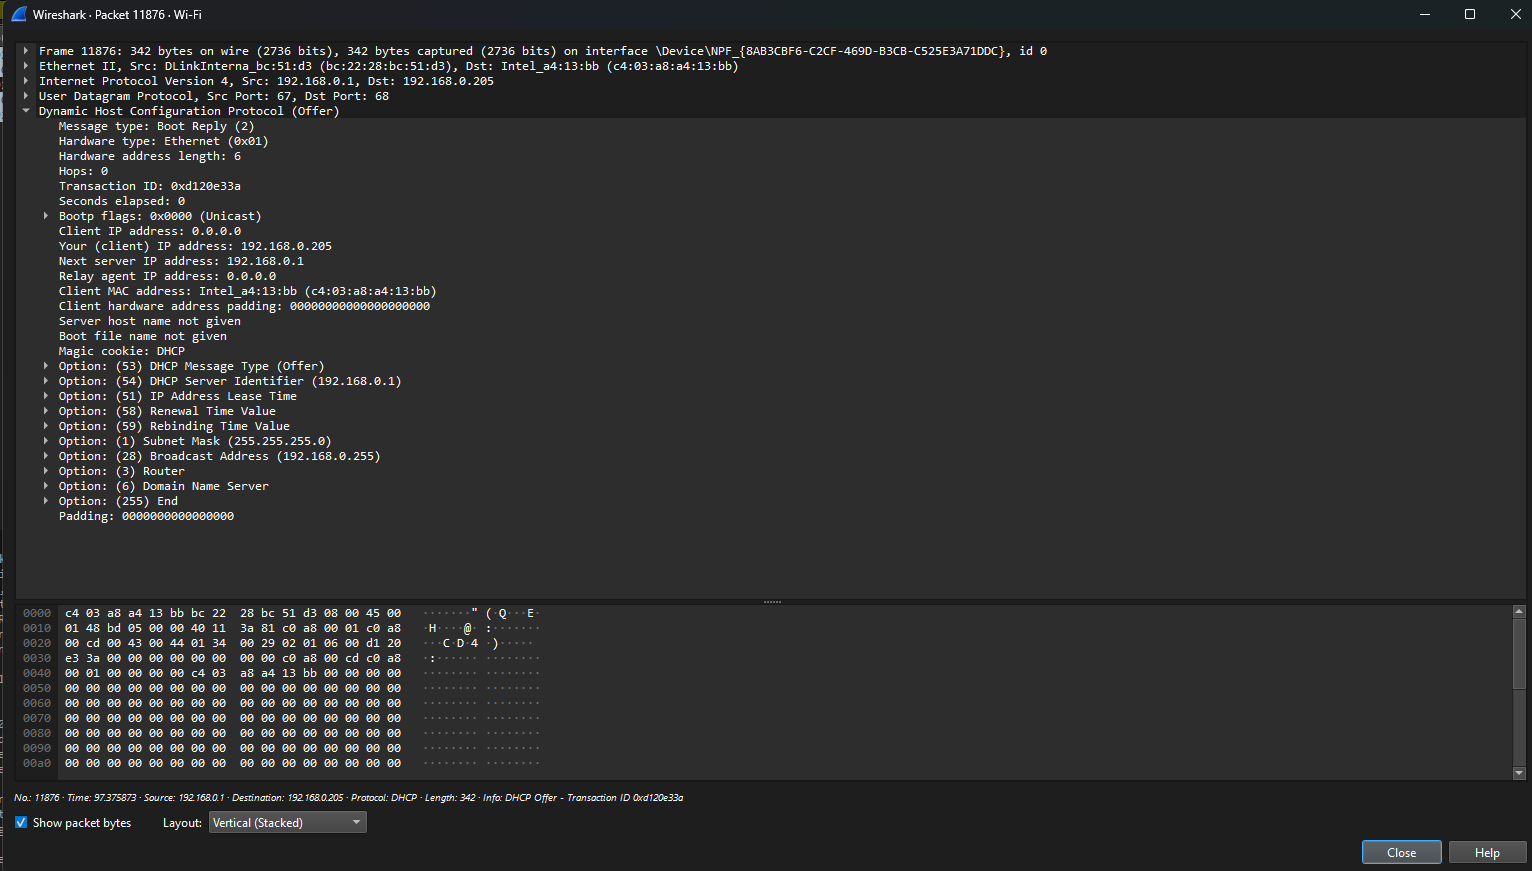 Wireshark · Packet 11876 · Wi-Fi
Frame 11876: 342 bytes on wire (2736 bits), 342 bytes captured (2736 bits) on interface \Device\NPF_{8AB3CBF6-C2CF-469D-B3CB-C525E3A71DDC}, id 0
Ethernet II, Src: DLinkInterna_bc:51:d3 (bc:22:28:bc:51:d3), Dst: Intel_a4:13:bb (c4:03:a8:a4:13:bb)
Internet Protocol Version 4, Src: 192.168.0.1, Dst: 192.168.0.205
User Datagram Protocol, Src Port: 67, Dst Port: 68
Dynamic Host Configuration Protocol (Offer)
Message type: Boot Reply (2)
Hardware type: Ethernet (0x01)
Hardware address length: 6
Hops: 0
Transaction ID: 0xd120e33a
Seconds elapsed: 0
Bootp flags: 0x0000 (Unicast)
Client IP address: 0.0.0.0
Your (client) IP address: 192.168.0.205
Next server IP address: 192.168.0.1
Relay agent IP address: 0.0.0.0
Client MAC address: Intel_a4:13:bb (c4:03:a8:a4:13:bb)
Client hardware address padding: 00000000000000000000
Server host name not given
Boot file name not given
Magic cookie: DHCP
Option: (53) DHCP Message Type (Offer)
Option: (54) DHCP Server Identifier (192.168.0.1)
Option: (51) IP Address Lease Time
Option: (58) Renewal Time Value
Option: (59) Rebinding Time Value
Option: (1) Subnet Mask (255.255.255.0)
Option: (28) Broadcast Address (192.168.0.255)
Option: (3) Router
Option: (6) Domain Name Server
Option: (255) End
Padding: 0000000000000000
0000 c4 03 a8 a4 13 bb bc 22 28 bc 51 d3 08 00 45 00 ·······" (·Q···E·
0010 01 48 bd 05 00 00 40 11 3a 81 c0 a8 00 01 c0 a8 ·H····@· :·······
0020 00 cd 00 43 00 44 01 34 00 29 02 01 06 00 d1 20 ···C·D·4 ·)····· 
0030 e3 3a 00 00 00 00 00 00 00 00 c0 a8 00 cd c0 a8 ·:······ ········
0040 00 01 00 00 00 00 c4 03 a8 a4 13 bb 00 00 00 00 ········ ········
0050 00 00 00 00 00 00 00 00 00 00 00 00 00 00 00 00 ········ ········
0060 00 00 00 00 00 00 00 00 00 00 00 00 00 00 00 00 ········ ········
0070 00 00 00 00 00 00 00 00 00 00 00 00 00 00 00 00 ········ ········
0080 00 00 00 00 00 00 00 00 00 00 00 00 00 00 00 00 ········ ········
0090 00 00 00 00 00 00 00 00 00 00 00 00 00 00 00 00 ········ ········
00a0 00 00 00 00 00 00 00 00 00 00 00 00 00 00 00 00 ········ ········
No.: 11876 · Time: 97.375873 · Source: 192.168.0.1 · Destination: 192.168.0.205 · Protocol: DHCP · Length: 342 · Info: DHCP Offer - Transaction ID 0xd120e33a
Show packet bytes Layout: Vertical (Stacked)
Close Help